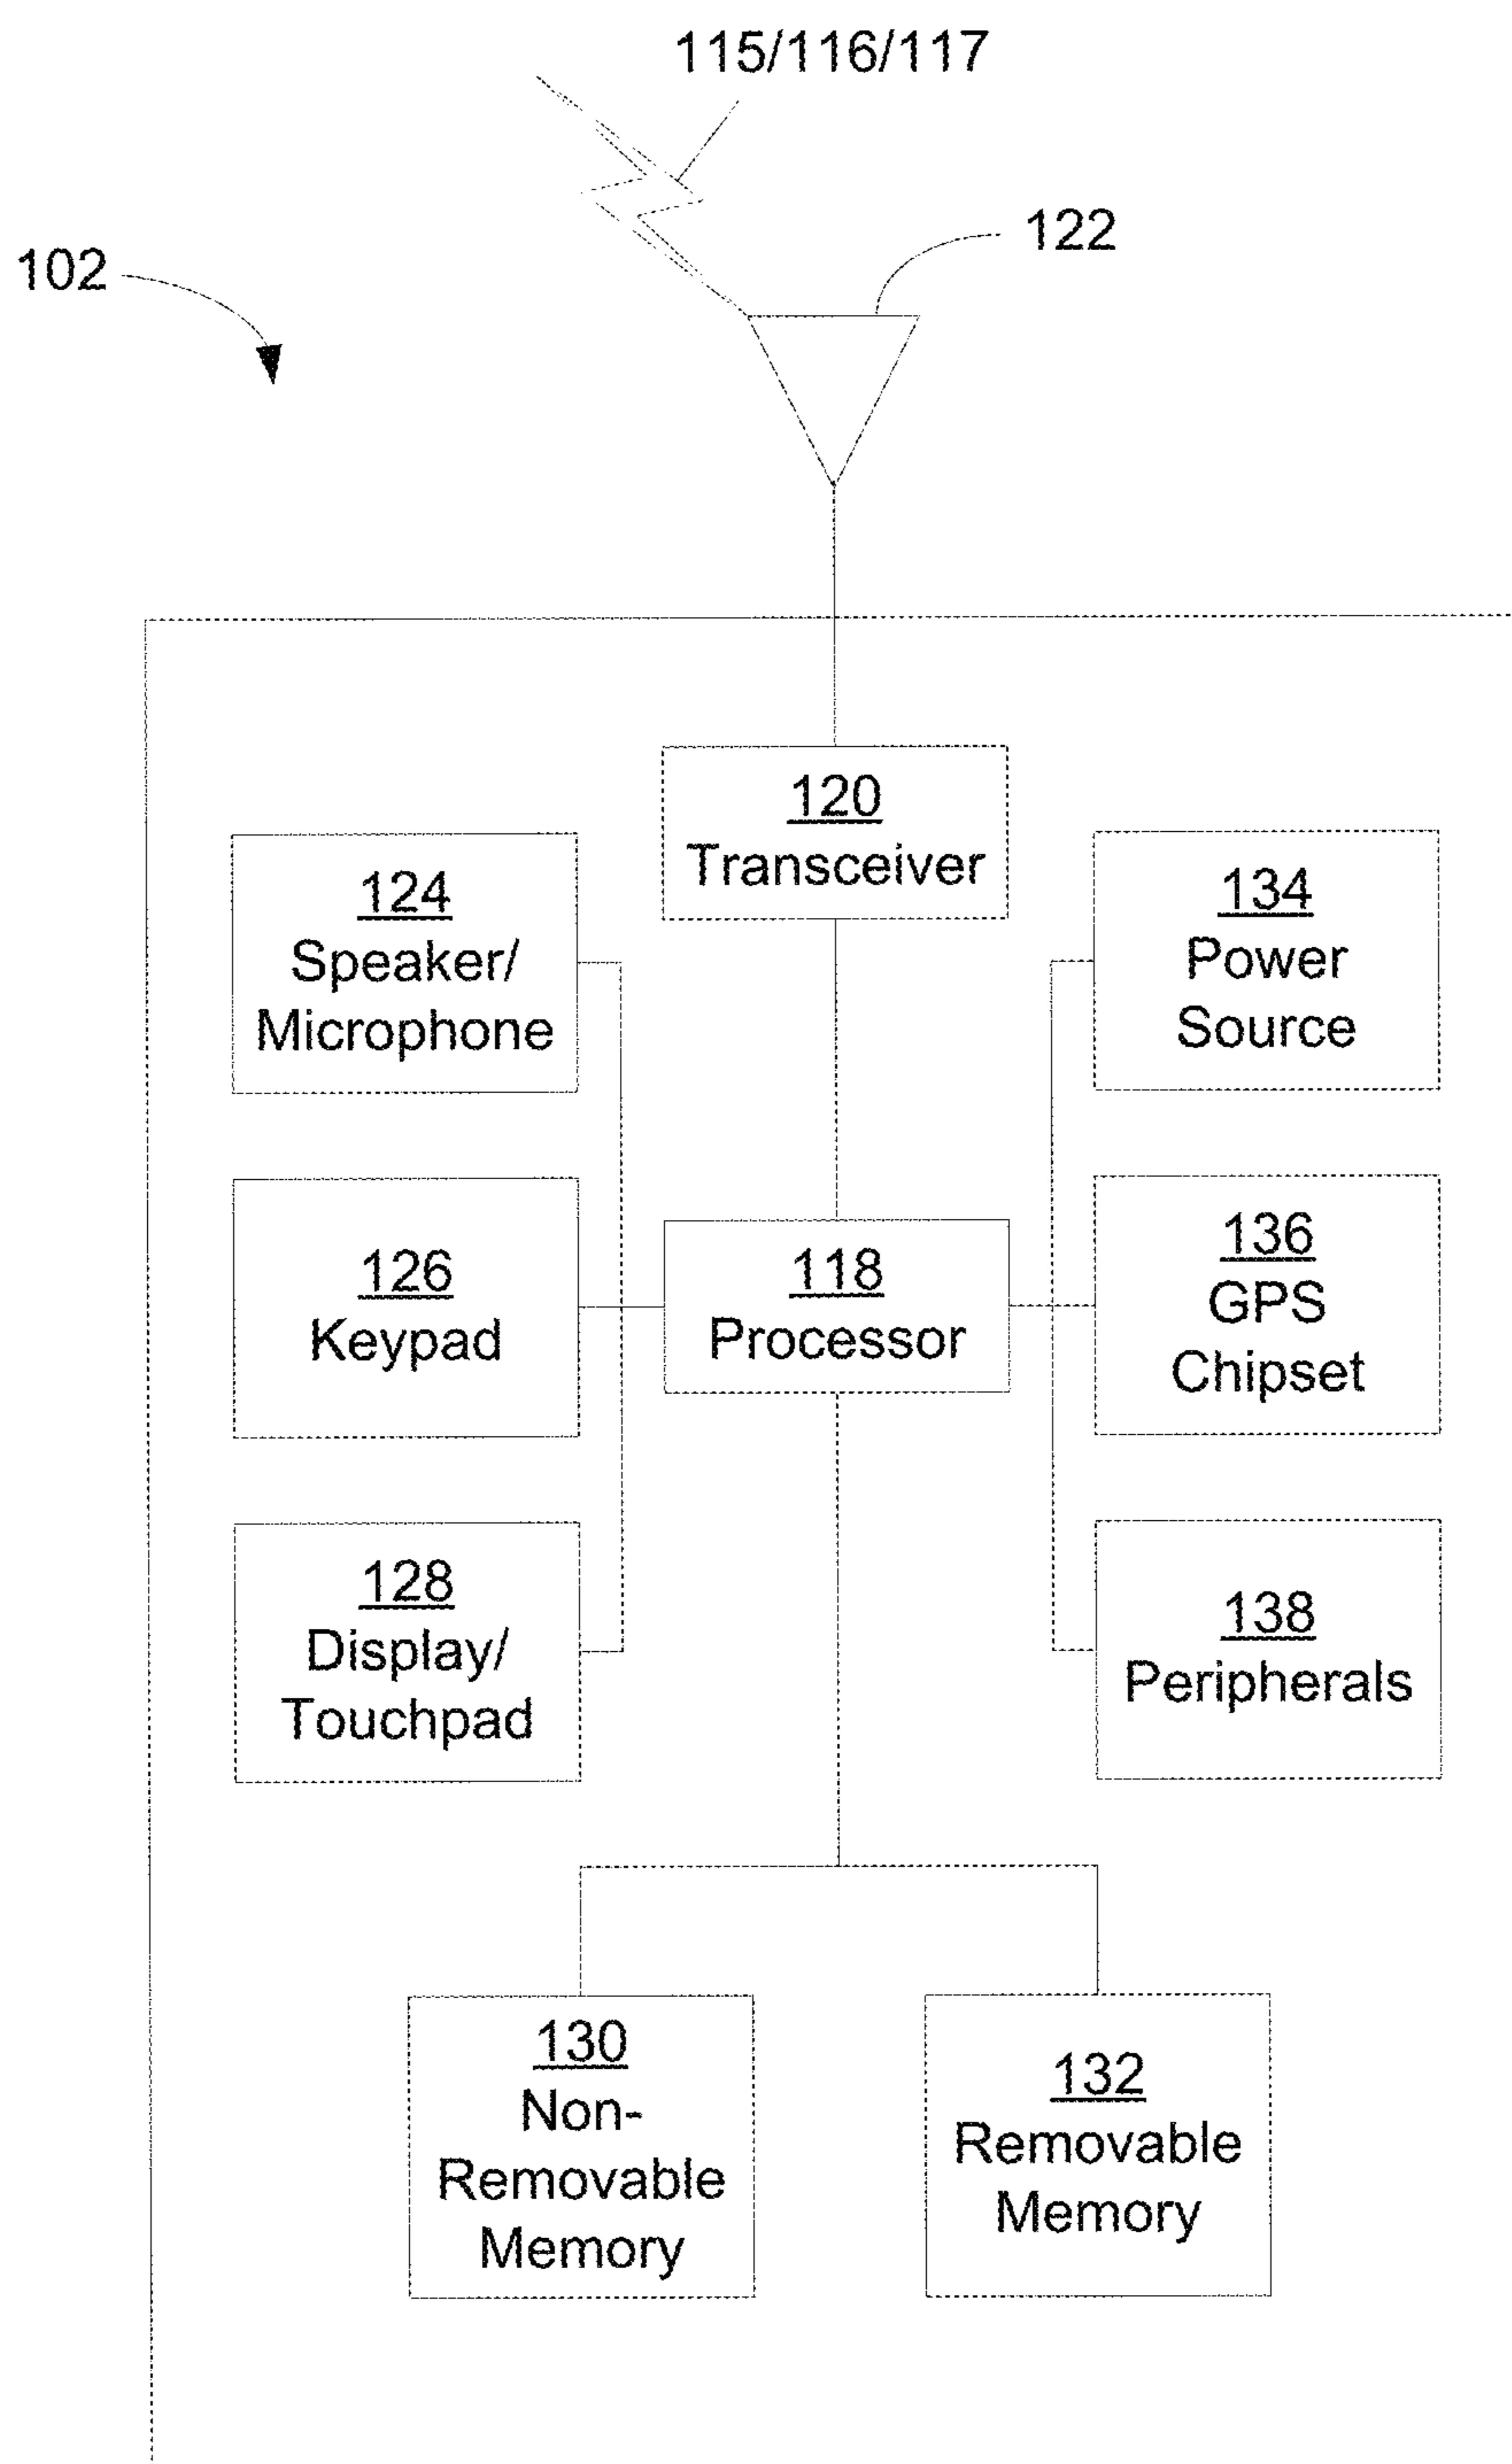 115/116/117
122
102
120
Transceiver
124
Speaker/
Microphone
134
Power
Source
126
Keypad
118
Processor
136
GPS
Chipset
128
Display/
Touchpad
138
Peripherals
130
Non-
Removable
Memory
132
Removable
Memory